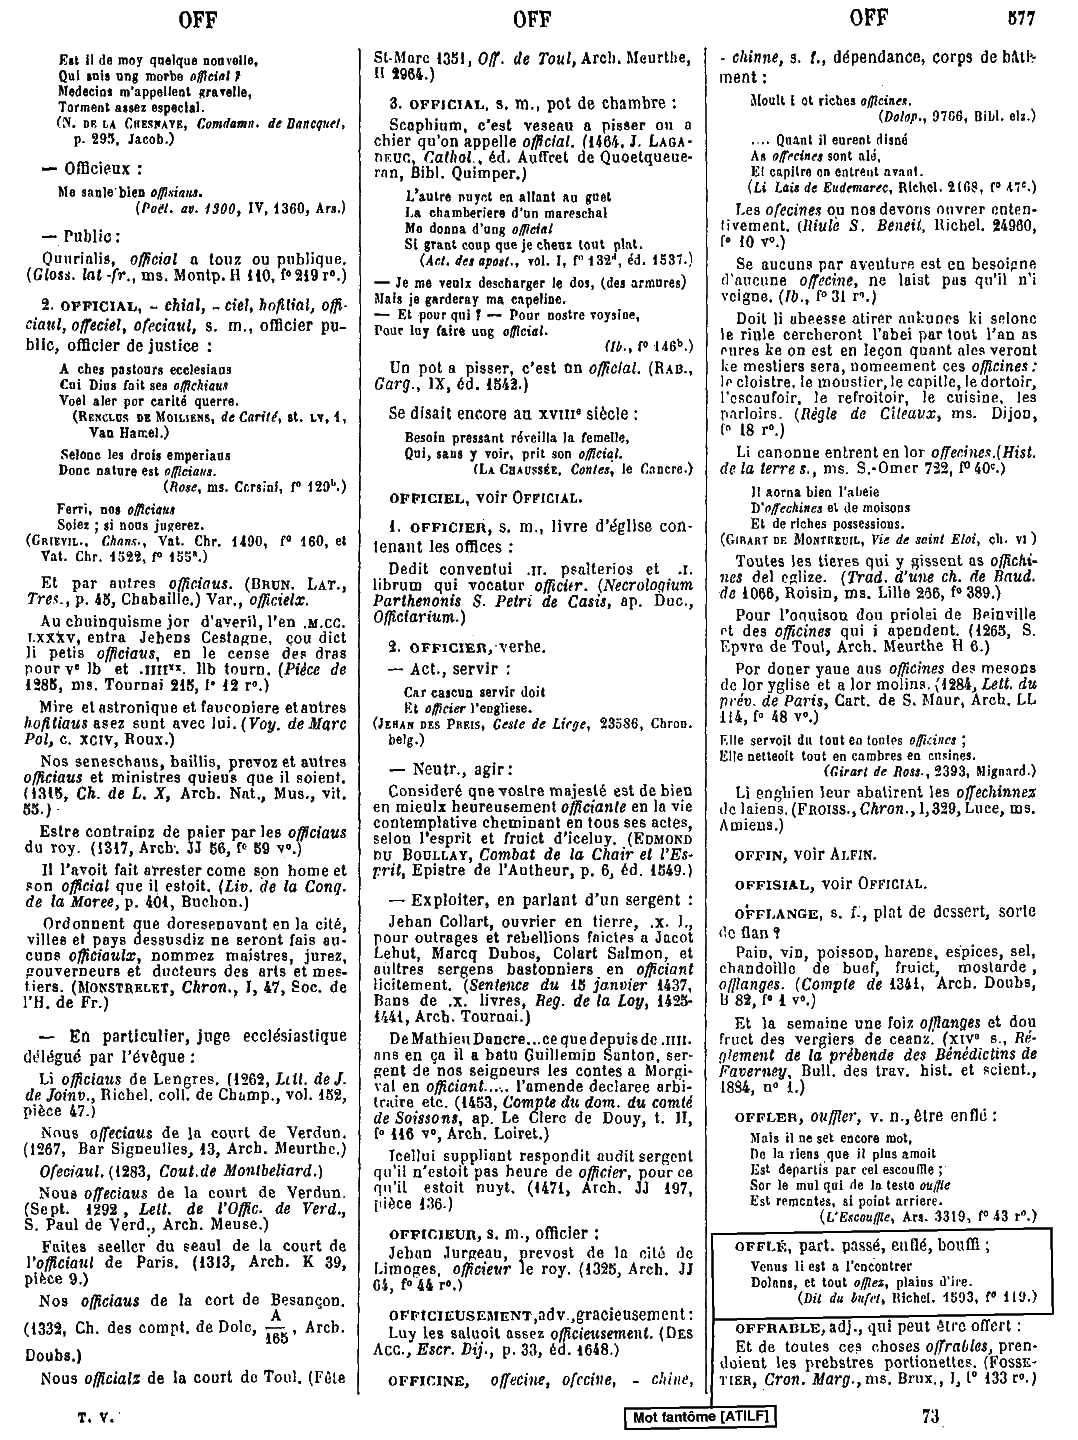 OFF
OFF
OFF
577
Est il de moy quelque nouvelle,
Qui suis ung morbe official ?
Medecins m'appellent gravelle,
Torment assez especial.
(N. DE LA CHESNAYE, Comdamn. de Bancquet,
p. 295, Jacob.)
— Officieux :
Me sanle bien offisiaus.
(Poët. av. 1300, IV, 1360, Ars.)
— Public :
Quurialis, official a touz ou publique.
(Gloss. lat-fr., ms. Montp. H 110, f° 219 r°.)
2. OFFICIAL, - chial, - ciel, hofitial, offi-
ciaul, offeciel, ofeciaul, s. m., officier pu-
blic, officier de justice :
A ches pastours ecclesiaus
Cui Dius fait ses offichiaus
Voel aler por carité querre.
(RENCLUS DE MOILIENS, de Carité, st. LV, 1,
Van Hamel.)
Selonc les drois emperiaus
Donc nature est officiaus.
(Rose, ms. Corsini, f° 129b.)
Ferri, nos officiaus
Soiez ; si nous jugerez.
(GRIEVIL., Chans., Vat. Chr. 1490, f° 160, et
Vat. Chr. 1522, f° 155a.)
Et par autres officiaus. (BRUN. LAT.,
Tres., p. 45, Chabaille.) Var., officielx.
Au chuinquisme jor d'averil, l'en .M.CC.
LXXXV, entra Jehens Cestagne, çou dict
li petis officiaus, en le cense des dras
pour vc lb et .IIIIxx. llb tourn. (Pièce de
1285, ms. Tournai 215, f° 12 r°.)
Mire et astronique et fauconiere et autres
hofitiaus asez sunt avec lui. (Voy. de Marc
Pol, c. XCIV, Roux.)
Nos seneschaus, baillis, prevoz et autres
officiaus et ministres quieus que il soient.
(1315, Ch. de L. X, Arch. Nat., Mus., vit.
55.)
Estre contrainz de paier par les officiaus
du roy. (1317, Arch. JJ 56, f° 59 v°.)
Il l'avoit fait arrester come son home et
son official que il estoit. (Liv. de la Conq.
de la Moree, p. 401, Buchon.)
Ordonnent que doresenavant en la cité,
villes et pays dessusdiz ne seront fais au-
cuns officiaulx, nommez maistres, jurez,
gouverneurs et ducteurs des arts et mes-
tiers. (MONSTRELET, Chron., I, 47, Soc. de
l'H. de Fr.)
— En particulier, juge ecclésiastique
délégué par l'évêque :
Li officiaus de Lengres. (1262, Lett. de J.
de Joinv., Richel. coll. de Champ., vol. 152,
pièce 47.)
Nous offeciaus de la court de Verdun.
(1267, Bar Signeulles, 13, Arch. Meurthe.)
Ofeciaul. (1283, Cout. de Montbeliard.)
Nous offeciaus de la court de Verdun.
(Sept. 1292, Lett. de l'Offic. de Verd.,
S. Paul de Verd., Arch. Meuse.)
Faites seeller du seaul de la court de
l'officiaul de Paris. (1313, Arch. K 39,
pièce 9.)
Nos officiaus de la cort de Besançon.
(1332, Ch. des compt. de Dole, A/165, Arch.
Doubs.)
Nous officialz de la court de Toul. (Fête
T. V.
St-Marc 1351, Off. de Toul, Arch. Meurthe,
H 2964.)
3. OFFICIAL, s. m., pot de chambre :
Scaphium, c'est veseau a pisser ou a
chier qu'on appelle official. (1464, J. LAGA-
DEUC, Cathol., éd. Auffret de Quoetqueue-
ran, Bibl. Quimper.)
L'autre nuyct en allant au guet
La chamberiere d'un mareschal
Me donna d'ung official
Si grant coup que je cheuz tout plat.
(Act. des apost., vol. I, f° 132d, éd. 1537.)
— Je me veulx descharger le dos, (des armures)
Mais je garderay ma capeline.
— Et pour qui ? — Pour nostre voysine,
Pour luy faire ung official.
(Ib., f° 146b.)
Un pot a pisser, c'est un official. (RAB.,
Garg., IX, éd. 1542.)
Se disait encore au XVIIIe siècle :
Besoin pressant réveilla la femelle,
Qui, sans y voir, prit son official.
(LA CHAUSSÉE, Contes, le Cancre.)
OFFICIEL, voir OFFICIAL.
1. OFFICIER, s. m., livre d'église con-
tenant les offices :
Dedit conventui .II. psalterios et .I.
librum qui vocatur officier. (Necrologium
Parthenonis S. Petri de Casis, ap. Duc.,
Officiarium.)
2. OFFICIER, verbe.
— Act., servir :
Car cascun servir doit
Et officier l'engliese.
(JEHAN DES PREIS, Geste de Liege, 23586, Chron.
belg.)
— Neutr., agir :
Consideré que vostre majesté est de bien
en mieulx heureusement officiante en la vie
contemplative cheminant en tous ses actes,
selon l'esprit et fruict d'iceluy. (EDMOND
DU BOULLAY, Combat de la Chair et l'Es-
prit, Epistre de l'Autheur, p. 6, éd. 1549.)
— Exploiter, en parlant d'un sergent :
Jehan Collart, ouvrier en tierre, .X. l.,
pour outrages et rebellions faictes a Jacot
Lehut, Marcq Dubos, Colart Salmon, et
aultres sergens bastonniers en officiant
licitement. (Sentence du 15 janvier 1437,
Bans de .X. livres, Reg. de la Loy, 1425-
1441, Arch. Tournai.)
De Mathieu Dancre... ce que depuis de .IIII.
ans en ça il a batu Guillemin Santon, ser-
gent de nos seigneurs les contes a Morgi-
val en officiant..... l'amende declaree arbi-
traire etc. (1453, Compte du dom. du comté
de Soissons, ap. Le Clerc de Douy, t. II,
f° 116 v°, Arch. Loiret.)
Icellui suppliant respondit audit sergent
qu'il n'estoit pas heure de officier, pour ce
qu'il estoit nuyt. (1471, Arch. JJ 197,
pièce 136.)
OFFICIEUR, s. m., officier :
Jehan Jurgeau, prevost de la cité de
Limoges, officieur le roy. (1325, Arch. JJ
64, f° 44 r°.)
OFFICIEUSEMENT, adv., gracieusement :
Luy les saluoit assez officieusement. (DES
ACC., Escr. Dij., p. 33, éd. 1648.)
OFFICINE, offecine, ofecine, - chine,
Mot fantôme [ATILF]
- chinne, s. f., dépendance, corps de bâti-
ment :
Moult i ot riches officines.
(Dolop., 9766, Bibl. elz.)
.... Quant il eurent disné
As offecines sont alé,
El capitre en entrent avant.
(Li Lais de Eudemarec, Richel. 2168, f° 47c.)
Les ofecines ou nos devons ouvrer enten-
tivement. (Riule S. Beneit, Richel. 24960,
f° 10 v°.)
Se aucuns par aventure est en besoigne
d'aucune offecine, ne laist pas qu'il n'i
veigne. (Ib., f° 31 r°.)
Doit li abeesse atirer aukunes ki selonc
le riule cercheront l'abei par tout l'an as
eures ke on est en leçon quant ales veront
ke mestiers sera, nomeement ces officines :
le cloistre, le moustier, le capitle, le dortoir,
l'escaufoir, le refroitoir, le cuisine, les
parloirs. (Règle de Cîteaux, ms. Dijon,
f° 18 r°.)
Li canonne entrent en lor offecines. (Hist.
de la terre s., ms. S.-Omer 722, f° 40c.)
Il aorna bien l'abeie
D'offechines et de moisons
Et de riches possessions.
(GIRART DE MONTREUIL, Vie de saint Eloi, ch. VI)
Toutes les tieres qui y gissent as offichi-
nes del eglize. (Trad. d'une ch. de Baud.
de 1066, Roisin, ms. Lille 266, f° 389.)
Pour l'oquison dou priolei de Beinville
et des officines qui i apendent. (1265, S.
Epvre de Toul, Arch. Meurthe H 6.)
Por doner yaue aus officines des mesons
de lor yglise et a lor molins. (1284, Lett. du
prév. de Paris, Cart. de S. Maur, Arch. LL
114, f° 48 v°.)
Elle servoit du tout en toutes officines ;
Elle netteoit tout en cambres en cusines.
(Girart de Ross., 2393, Mignard.)
Li enghien leur abatirent les offechinnez
de laiens. (FROISS., Chron., I, 329, Luce, ms.
Amiens.)
OFFIN, voir ALFIN.
OFFISIAL, voir OFFICIAL.
OFFLANGE, s. f., plat de dessert, sorte
de flan ?
Pain, vin, poisson, harens, espices, sel,
chandoille de buef, fruict, mostarde,
offlanges. (Compte de 1341, Arch. Doubs,
B 82, f° 1 v°.)
Et la semaine une foiz offlanges et dou
fruct des vergiers de ceanz. (XIVe s., Ré-
glement de la prébende des Bénédictins de
Faverney, Bull. des trav. hist. et scient.,
1884, n° 1.)
OFFLER, ouffler, v. n., être enflé :
Mais il ne set encore mot,
De la riens que il plus amoit
Est departis par cel escouffle ;
Sor le mul qui de la teste ouffle
Est remontes, si point arriere.
(L'Escouffle, Ars. 3319, f° 43 r°.)
OFFLÉ, part. passé, enflé, bouffi ;
Venus li est a l'encontrer
Dolans, et tout offlez, plains d'ire.
(Dit du bufet, Richel. 1593, f° 119.)
OFFRABLE, adj., qui peut être offert :
Et de toutes ces choses offrables, pren-
doient les prebstres portionettes. (FOSSE-
TIER, Cron. Marg., ms. Brux., I, f° 133 r°.)
73